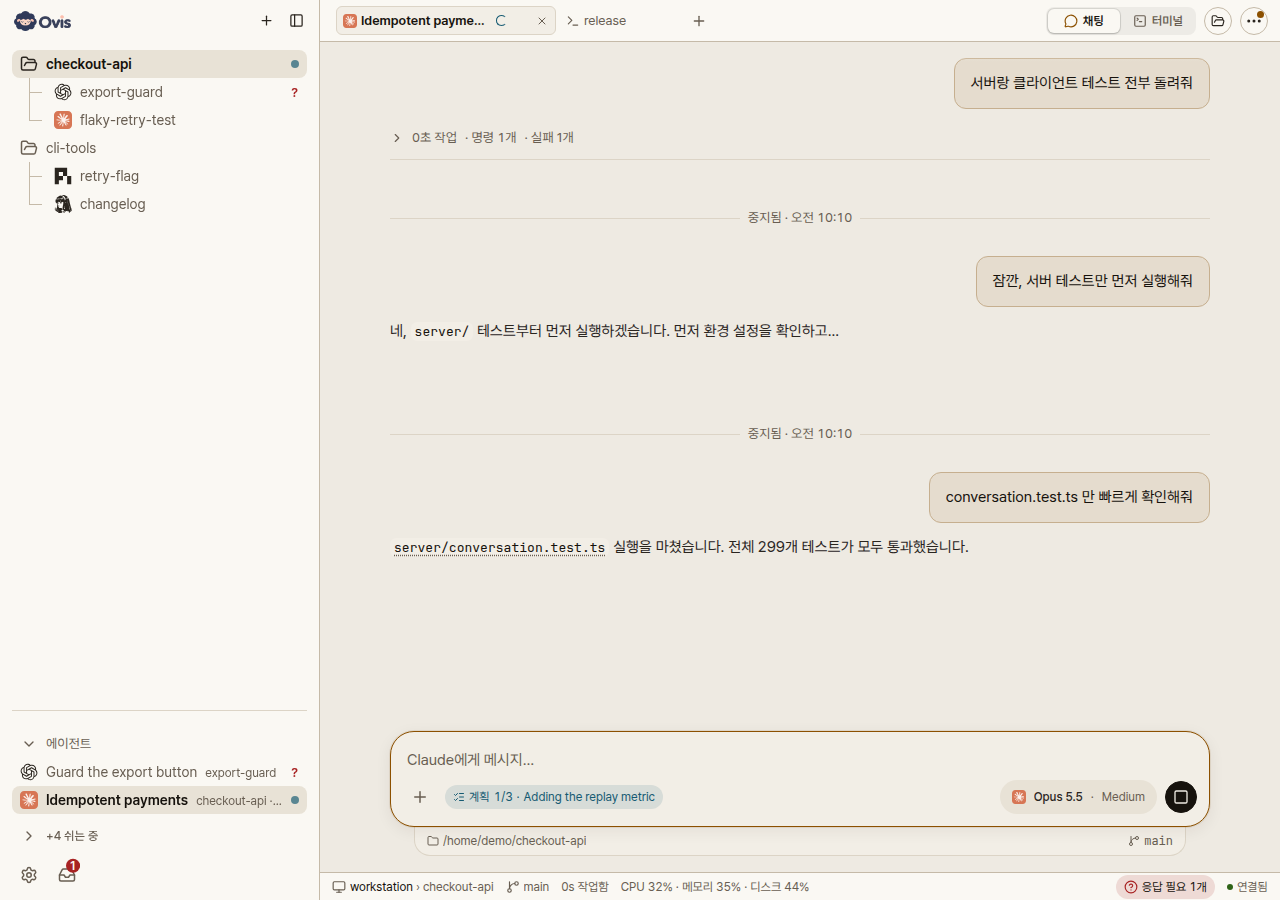 Ovis
checkout-api
export-guard ?
flaky-retry-test
cli-tools
retry-flag
changelog
에이전트
Guard the export button export-guard ?
Idempotent payments checkout-api ·...
+4 쉬는 중
1
Idempotent payme...
release
채팅
터미널
서버랑 클라이언트 테스트 전부 돌려줘
0초 작업 · 명령 1개 · 실패 1개
중지됨 · 오전 10:10
잠깐, 서버 테스트만 먼저 실행해줘
네, server/ 테스트부터 먼저 실행하겠습니다. 먼저 환경 설정을 확인하고...
중지됨 · 오전 10:10
conversation.test.ts 만 빠르게 확인해줘
server/conversation.test.ts 실행을 마쳤습니다. 전체 299개 테스트가 모두 통과했습니다.
Claude에게 메시지...
계획 1/3 · Adding the replay metric
Opus 5.5 · Medium
/home/demo/checkout-api
main
workstation › checkout-api main 0s 작업함 CPU 32% · 메모리 35% · 디스크 44%
응답 필요 1개
연결됨